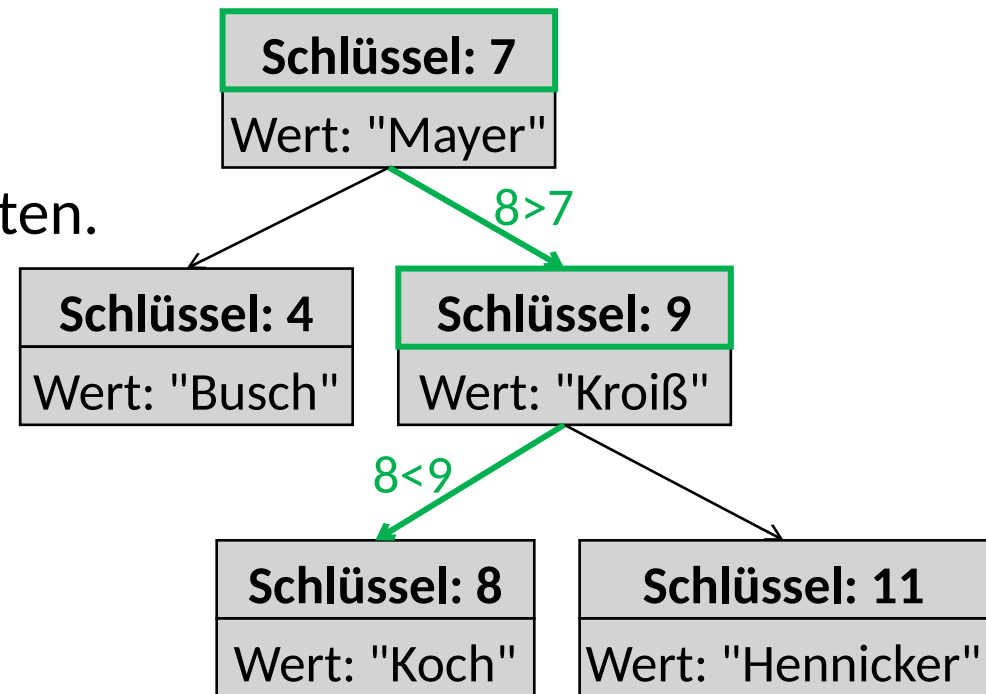 Schlüssel: 7
Wert: "Mayer"
8>7
ten.
Schlüssel: 4
Wert: "Busch"
Schlüssel: 9
Wert: "Kroiß"
8<9
Schlüssel: 8
Wert: "Koch"
Schlüssel: 11
Wert: "Hennicker"